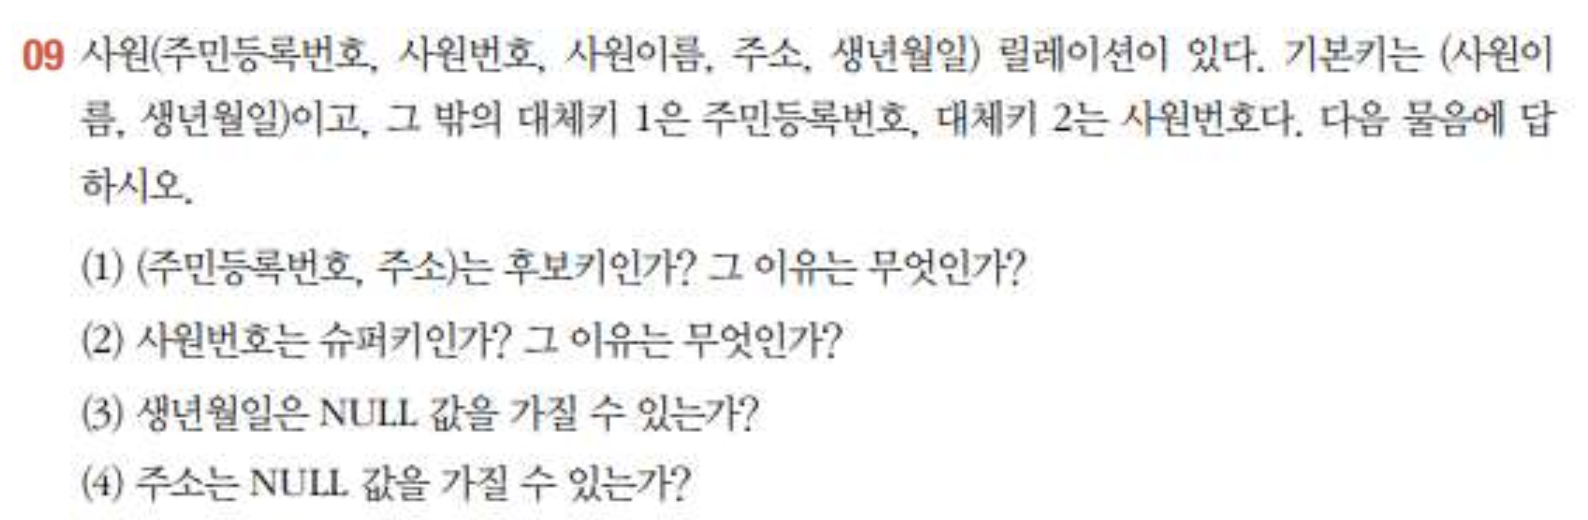 09 사원(주민등록번호, 사원번호, 사원이름, 주소, 생년월일) 릴레이션이 있다. 기본키는 (사원이
름, 생년월일)이고, 그 밖의 대체키 1은 주민등록번호, 대체키 2는 사원번호다. 다음 물음에 답
하시오.
(1) (주민등록번호, 주소)는 후보키인가? 그 이유는 무엇인가?
(2) 사원번호는 슈퍼키인가? 그 이유는 무엇인가?
(3) 생년월일은 NULL 값을 가질 수 있는가?
(4) 주소는 NULL 값을 가질 수 있는가?